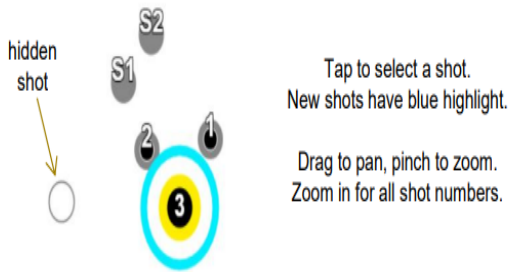 S2
hidden
shot
S1
Tap to select a shot.
New shots have blue highlight.
2
1
Drag to pan, pinch to zoom.
Zoom in for all shot numbers.
3